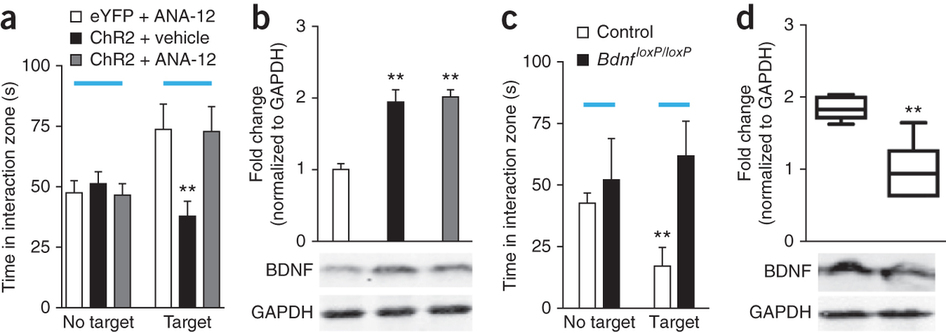 a
eYFP + ANA-12
ChR2 + vehicle
ChR2 + ANA-12
Time in interaction zone (s)
100
75
50
25
0
**
No target
Target
b
Fold change
(normalized to GAPDH)
3
2
1
0
**
**
BDNF
GAPDH
c
Control
Bdnf loxP/loxP
Time in interaction zone (s)
100
75
50
25
0
**
No target
Target
d
Fold change
(normalized to GAPDH)
3
2
1
0
**
BDNF
GAPDH